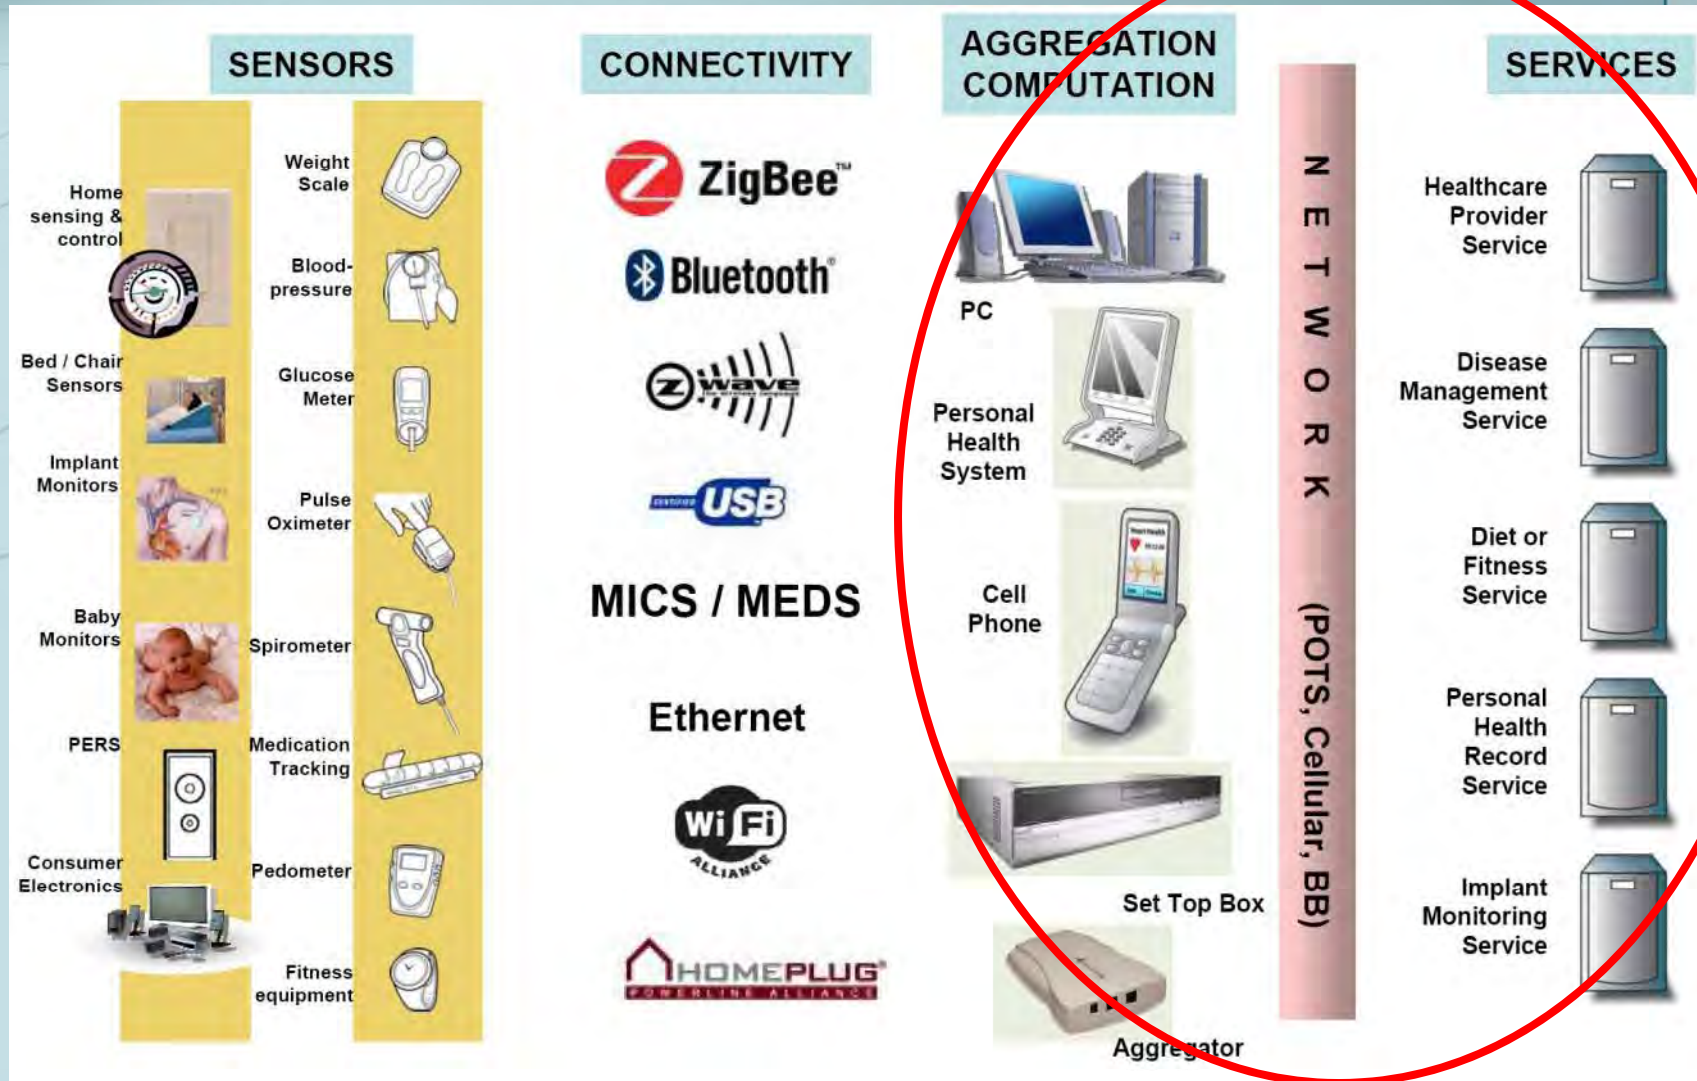 SENSORS
Home
sensing &
control
Bed / Chair
Sensors
Implant
Monitors
Baby
Monitors
PERS
Consumer
Electronics
Weight
Scale
Blood-
pressure
Glucose
Meter
Pulse
Oximeter
Spirometer
Medication
Tracking
Pedometer
Fitness
equipment
CONNECTIVITY
ZigBee™
Bluetooth®
Z wave
CERTIFIED USB
MICS / MEDS
Ethernet
Wi Fi
ALLIANCE
HOMEPLUG®
POWERLINE ALLIANCE
AGGREGATION
COMPUTATION
PC
Personal
Health
System
Cell
Phone
Set Top Box
Aggregator
NETWORK (POTS, Cellular, BB)
SERVICES
Healthcare
Provider
Service
Disease
Management
Service
Diet or
Fitness
Service
Personal
Health
Record
Service
Implant
Monitoring
Service